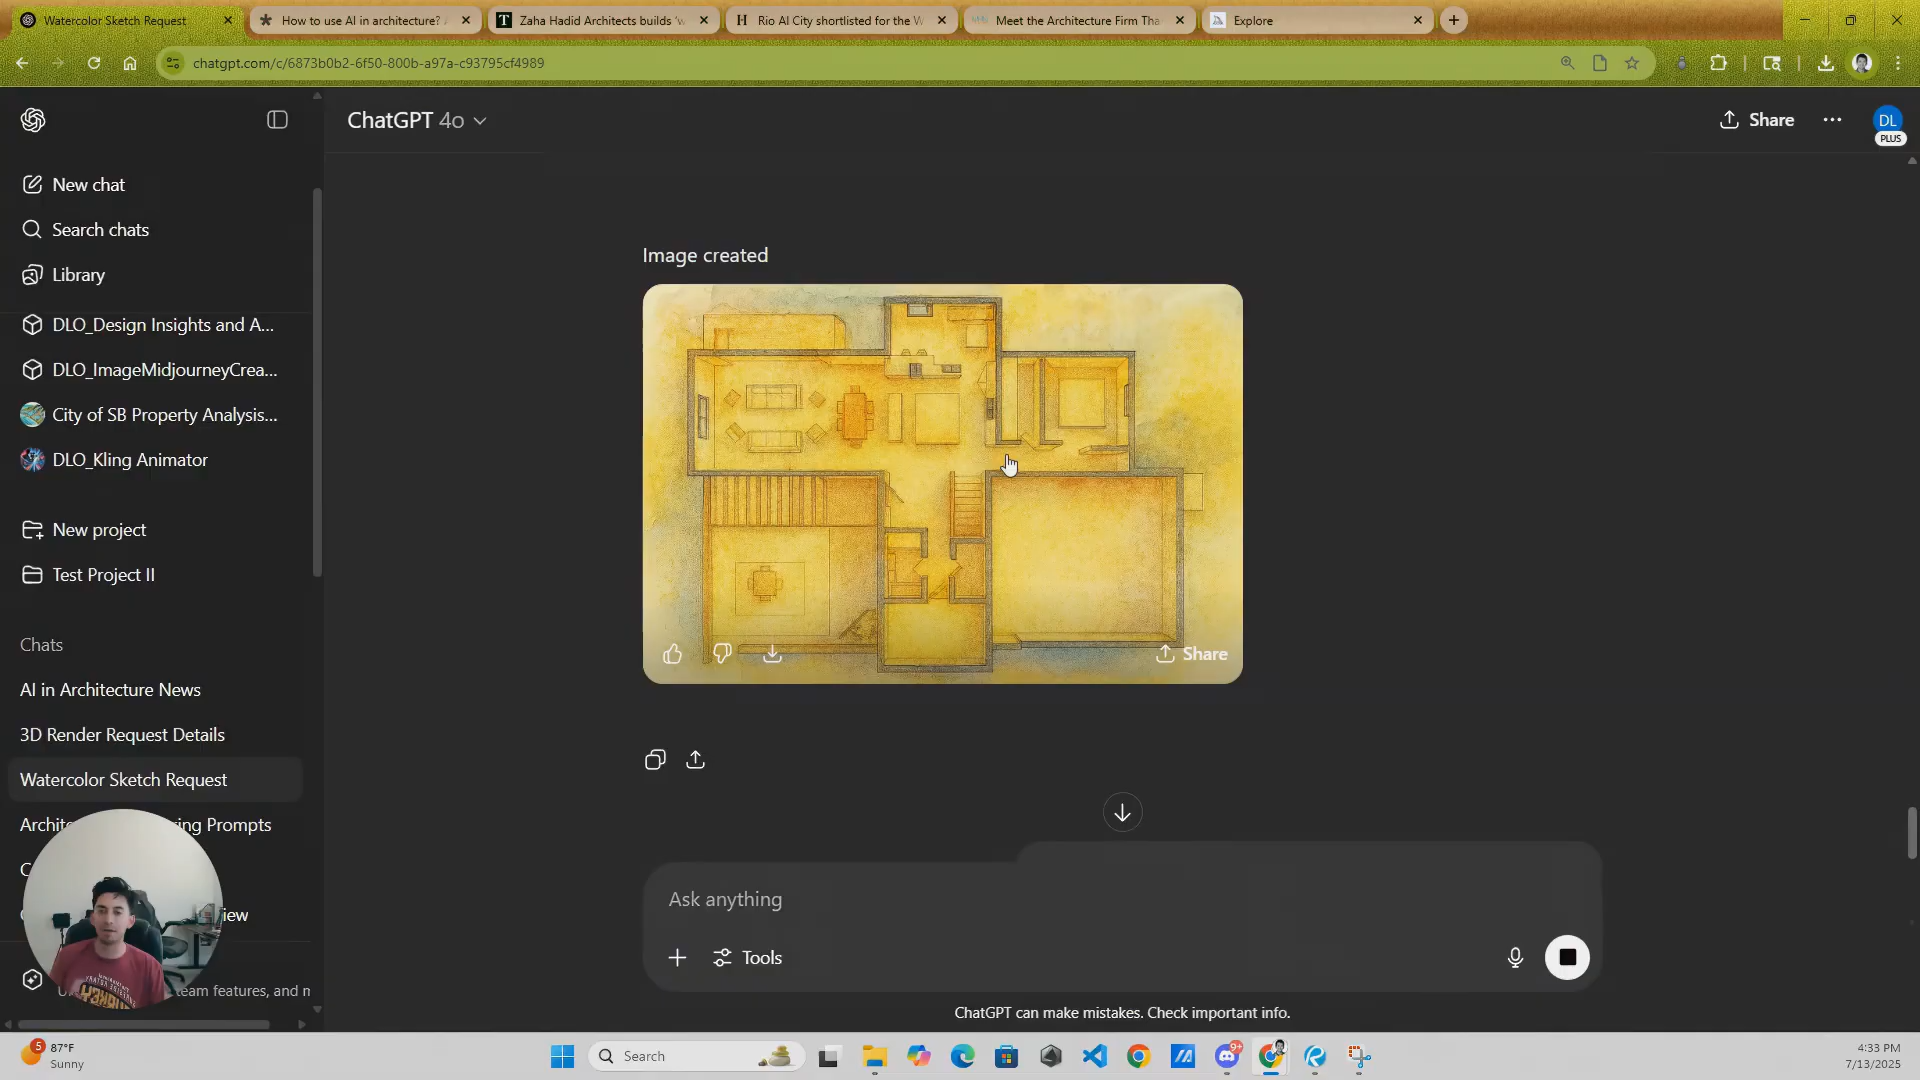 Watercolor Sketch Request
How to use AI in architecture?
Zaha Hadid Architects builds 'v
Rio AI City shortlisted for the W
Meet the Architecture Firm Tha
Explore
chatgpt.com/c/6873b0b2-6f50-800b-a97a-c93795cf4989
ChatGPT 4o
Share
DL
PLUS
New chat
Search chats
Library
DLO_Design Insights and A...
DLO_ImageMidjourneyCrea...
City of SB Property Analysis...
DLO_Kling Animator
New project
Test Project II
Chats
AI in Architecture News
3D Render Request Details
Watercolor Sketch Request
Archite
ing Prompts
iew
team features, and n
Image created
Share
Ask anything
Tools
ChatGPT can make mistakes. Check important info.
5
87°F
Sunny
Search
9+
4:33 PM
7/13/2025